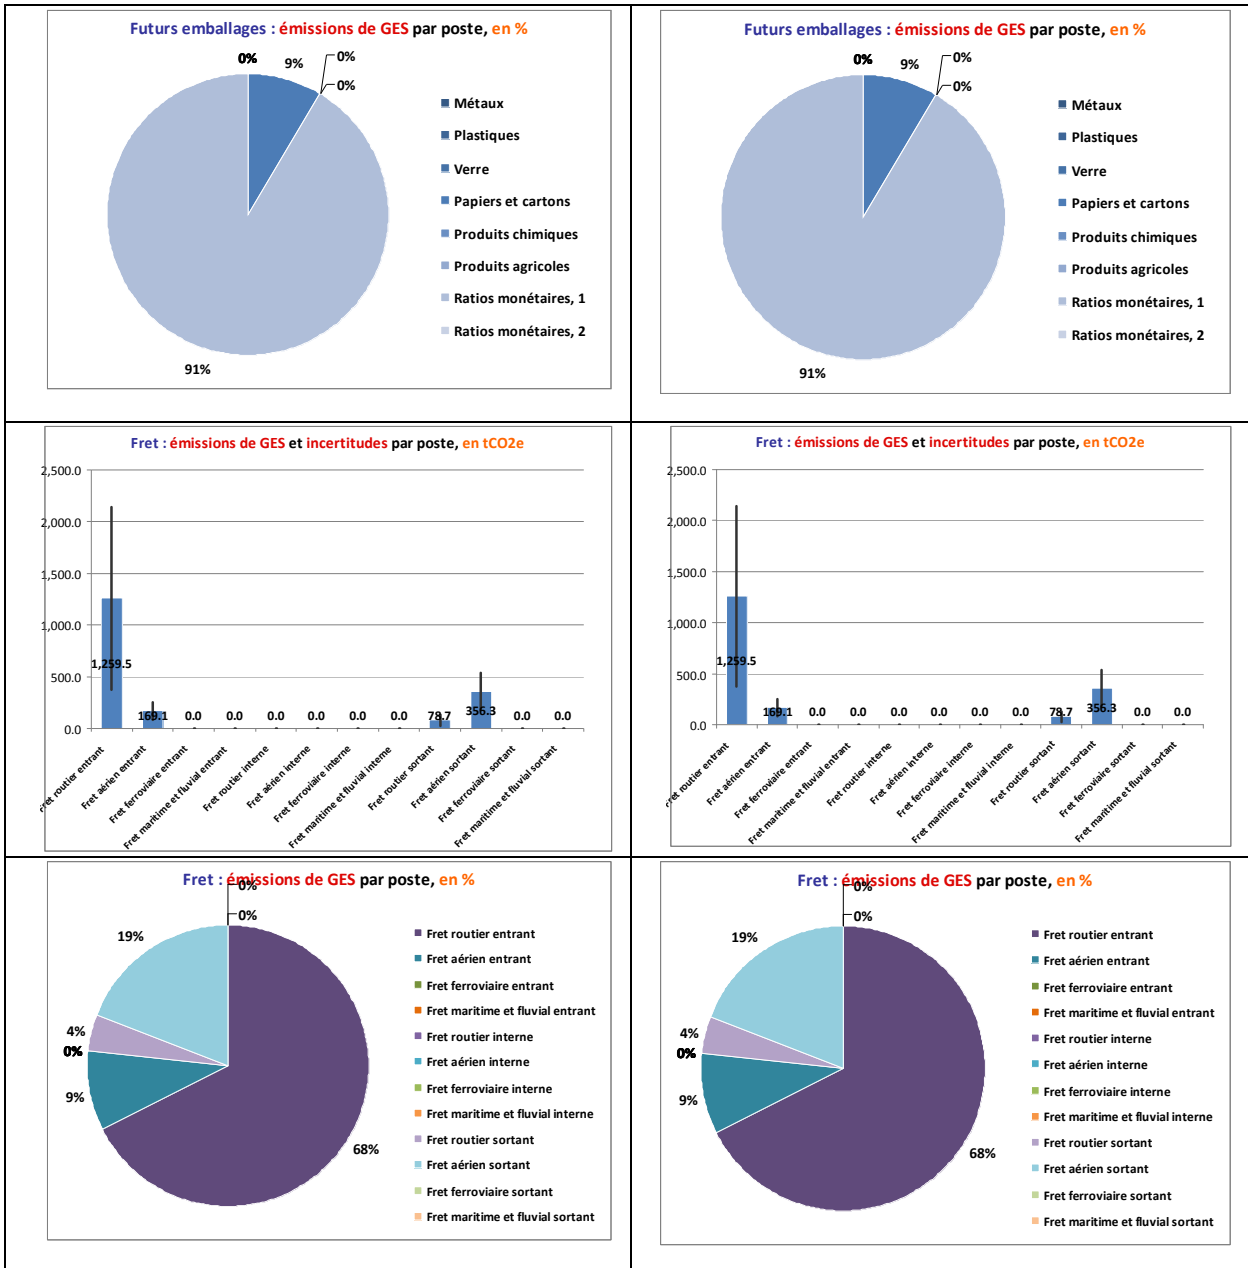 Futurs emballages : émissions de GES par poste, en %
0%
9%
0%
0%
Métaux
Plastiques
Verre
Papiers et cartons
Produits chimiques
Produits agricoles
Ratios monétaires, 1
Ratios monétaires, 2
91%
Futurs emballages : émissions de GES par poste, en %
0%
9%
0%
0%
Métaux
Plastiques
Verre
Papiers et cartons
Produits chimiques
Produits agricoles
Ratios monétaires, 1
Ratios monétaires, 2
91%
Fret : émissions de GES et incertitudes par poste, en tCO2e
2,500.0
2,000.0
1,500.0
1,000.0
500.0
0.0
1,259.5
169.1
0.0
0.0
0.0
0.0
0.0
0.0
78.7
356.3
0.0
0.0
Fret routier entrant
Fret aérien entrant
Fret ferroviaire entrant
Fret maritime et fluvial entrant
Fret routier interne
Fret aérien interne
Fret ferroviaire interne
Fret maritime et fluvial interne
Fret routier sortant
Fret aérien sortant
Fret ferroviaire sortant
Fret maritime et fluvial sortant
Fret : émissions de GES et incertitudes par poste, en tCO2e
2,500.0
2,000.0
1,500.0
1,000.0
500.0
0.0
1,259.5
169.1
0.0
0.0
0.0
0.0
0.0
0.0
78.7
356.3
0.0
0.0
Fret routier entrant
Fret aérien entrant
Fret ferroviaire entrant
Fret maritime et fluvial entrant
Fret routier interne
Fret aérien interne
Fret ferroviaire interne
Fret maritime et fluvial interne
Fret routier sortant
Fret aérien sortant
Fret ferroviaire sortant
Fret maritime et fluvial sortant
Fret : émissions de GES par poste, en %
0%
0%
19%
4%
0%
9%
68%
Fret routier entrant
Fret aérien entrant
Fret ferroviaire entrant
Fret maritime et fluvial entrant
Fret routier interne
Fret aérien interne
Fret ferroviaire interne
Fret maritime et fluvial interne
Fret routier sortant
Fret aérien sortant
Fret ferroviaire sortant
Fret maritime et fluvial sortant
Fret : émissions de GES par poste, en %
0%
0%
19%
4%
0%
9%
68%
Fret routier entrant
Fret aérien entrant
Fret ferroviaire entrant
Fret maritime et fluvial entrant
Fret routier interne
Fret aérien interne
Fret ferroviaire interne
Fret maritime et fluvial interne
Fret routier sortant
Fret aérien sortant
Fret ferroviaire sortant
Fret maritime et fluvial sortant